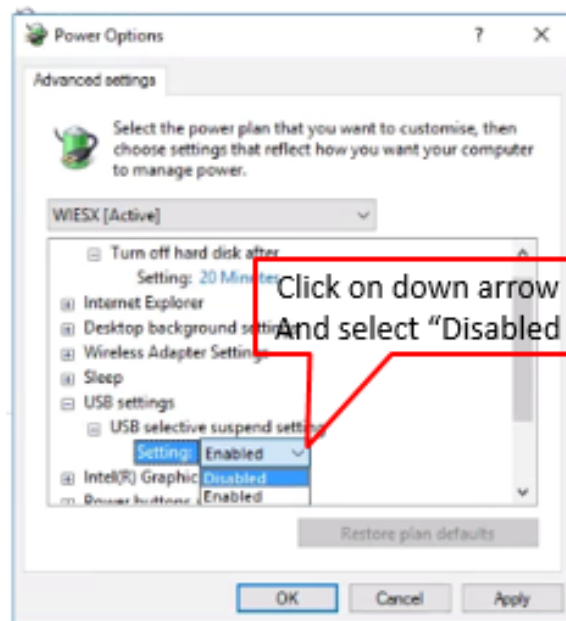 Power Options
Advanced settings
Select the power plan that you want to customise, then
choose settings that reflect how you want your computer
to manage power.
WIESX [Active]
Turn off hard disk after
Setting: 20 Minutes
Click on down arrow
And select “Disabled
Internet Explorer
Desktop background settings
Wireless Adapter Settings
Sleep
USB settings
USB selective suspend setting
Setting: Enabled
Disabled
Enabled
Intel(R) Graphic
Power buttons
Restore plan defaults
OK Cancel Apply